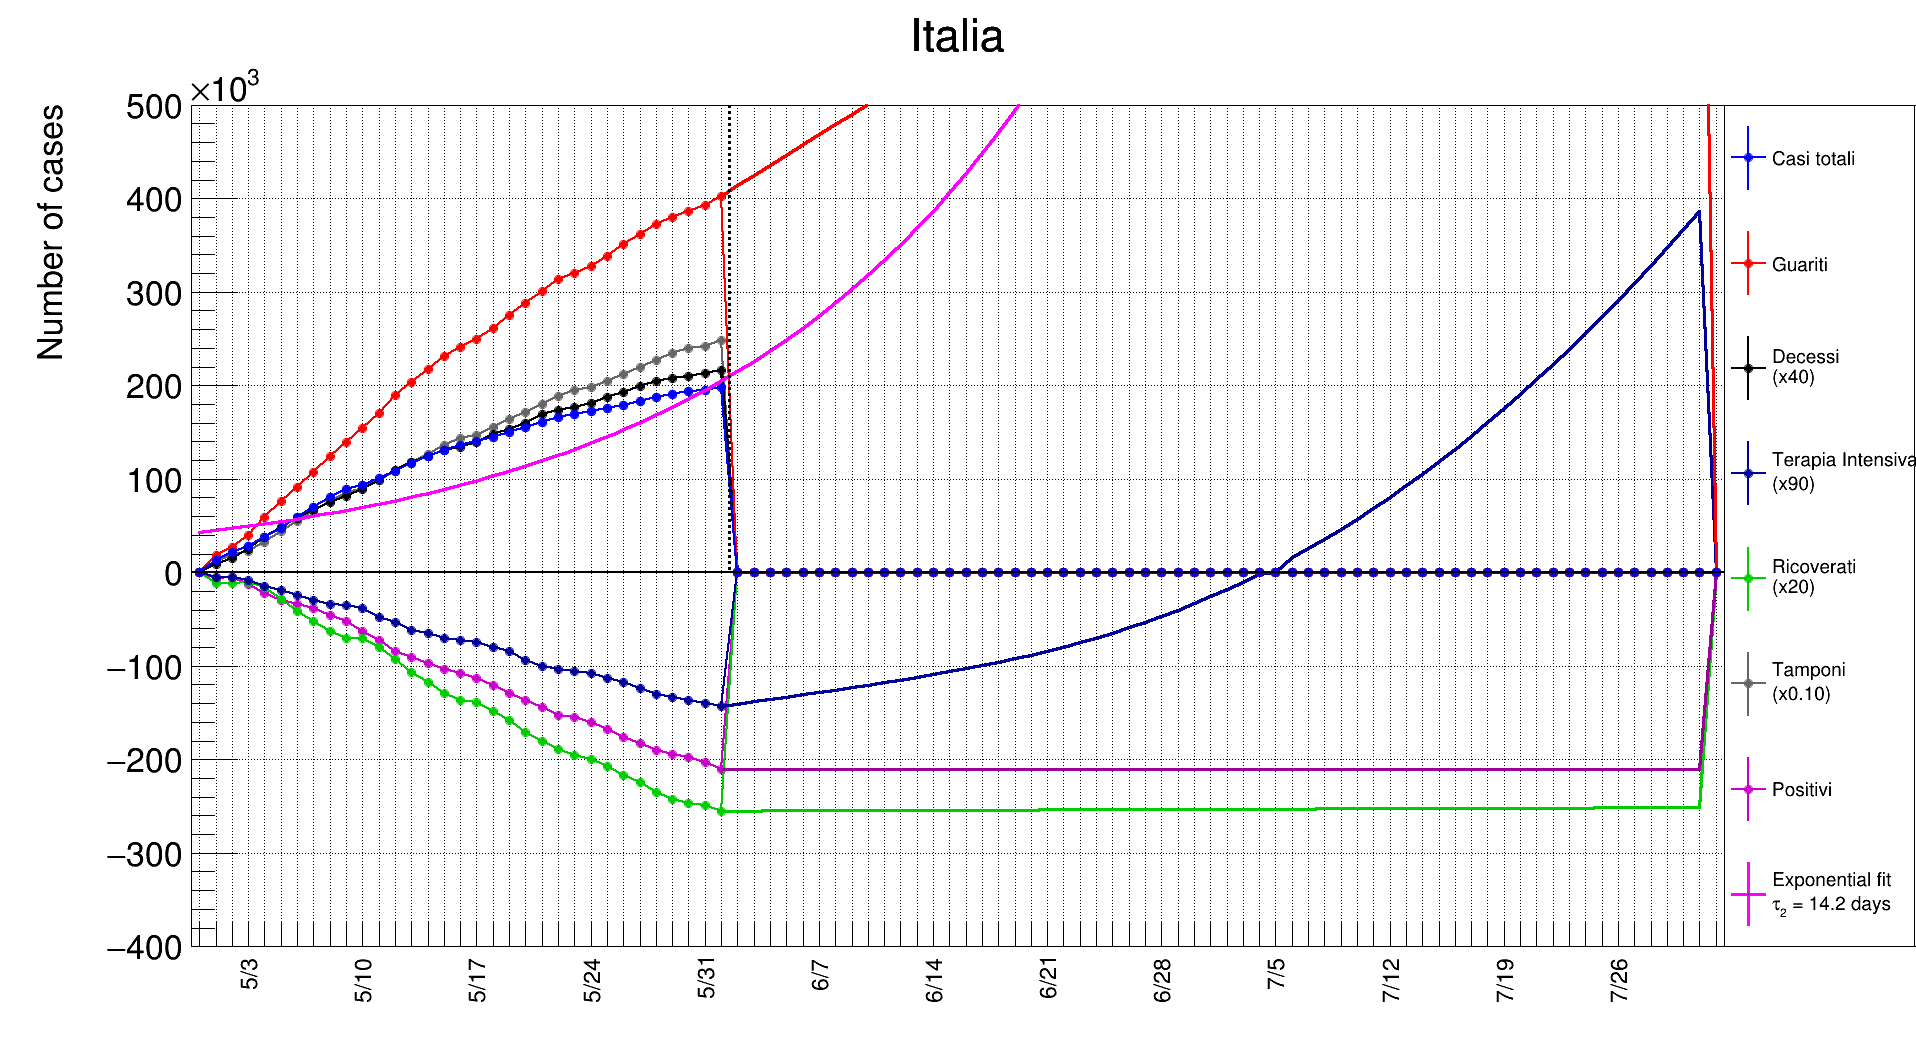 Italia
×10³
Number of cases
500
400
300
200
100
0
−100
−200
−300
−400
5/3
5/10
5/17
5/24
5/31
6/7
6/14
6/21
6/28
7/5
7/12
7/19
7/26
Casi totali
Guariti
Decessi
(x40)
Terapia Intensiva
(x90)
Ricoverati
(x20)
Tamponi
(x0.10)
Positivi
Exponential fit
τ₂ = 14.2 days